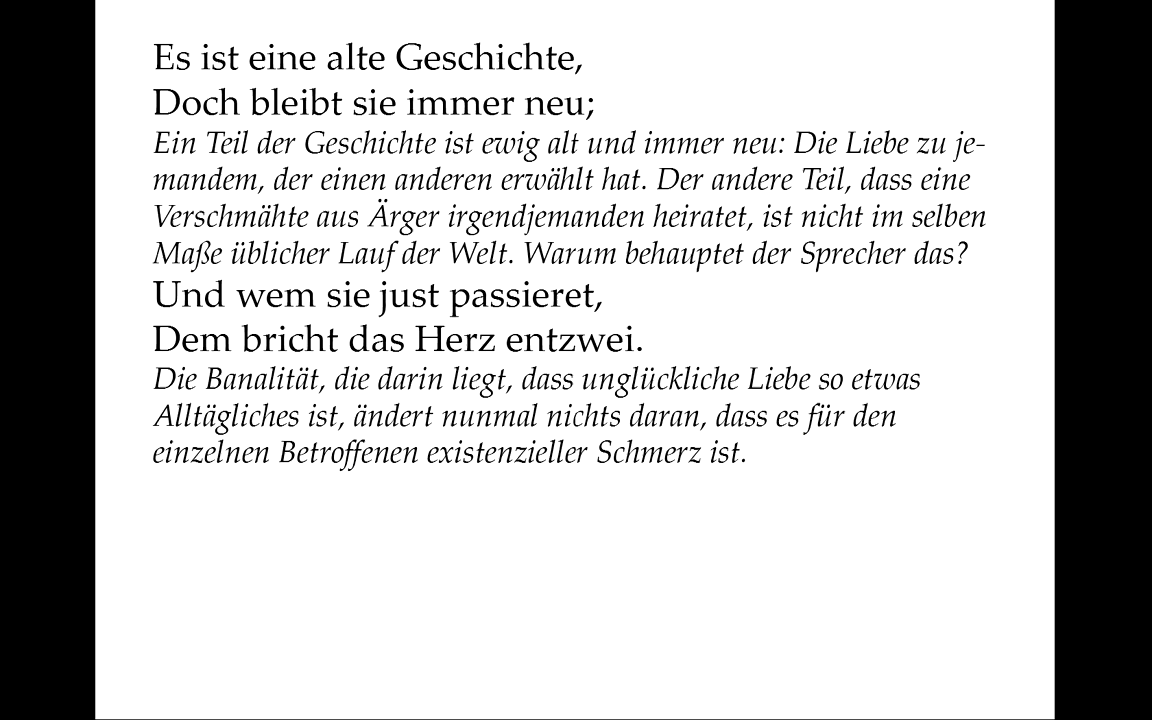 Es ist eine alte Geschichte,
Doch bleibt sie immer neu;
Ein Teil der Geschichte ist ewig alt und immer neu: Die Liebe zu je-
mandem, der einen anderen erwählt hat. Der andere Teil, dass eine
Verschmähte aus Ärger irgendjemanden heiratet, ist nicht im selben
Maße üblicher Lauf der Welt. Warum behauptet der Sprecher das?
Und wem sie just passieret,
Dem bricht das Herz entzwei.
Die Banalität, die darin liegt, dass unglückliche Liebe so etwas
Alltägliches ist, ändert nunmal nichts daran, dass es für den
einzelnen Betroffenen existenzieller Schmerz ist.